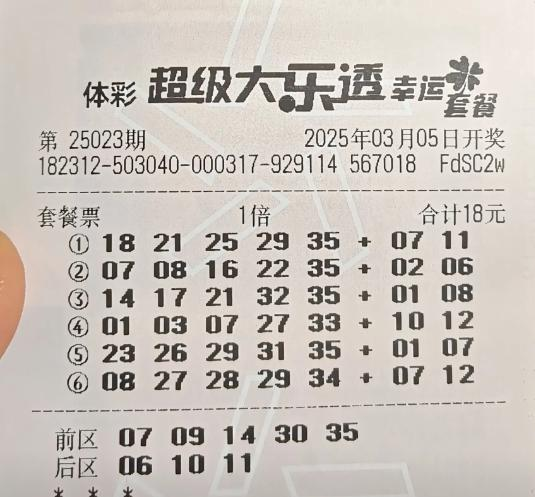 体彩 超级大乐透 幸运套餐
第 25023期 2025年03月05日开奖
182312-503040-000317-929114 567018 FdSC2w
套餐票 1倍 合计18元
① 18 21 25 29 35 + 07 11
② 07 08 16 22 35 + 02 06
③ 14 17 21 32 35 + 01 08
④ 01 03 07 27 33 + 10 12
⑤ 23 26 29 31 35 + 01 07
⑥ 08 27 28 29 34 + 07 12
前区 07 09 14 30 35
后区 06 10 11
* * *